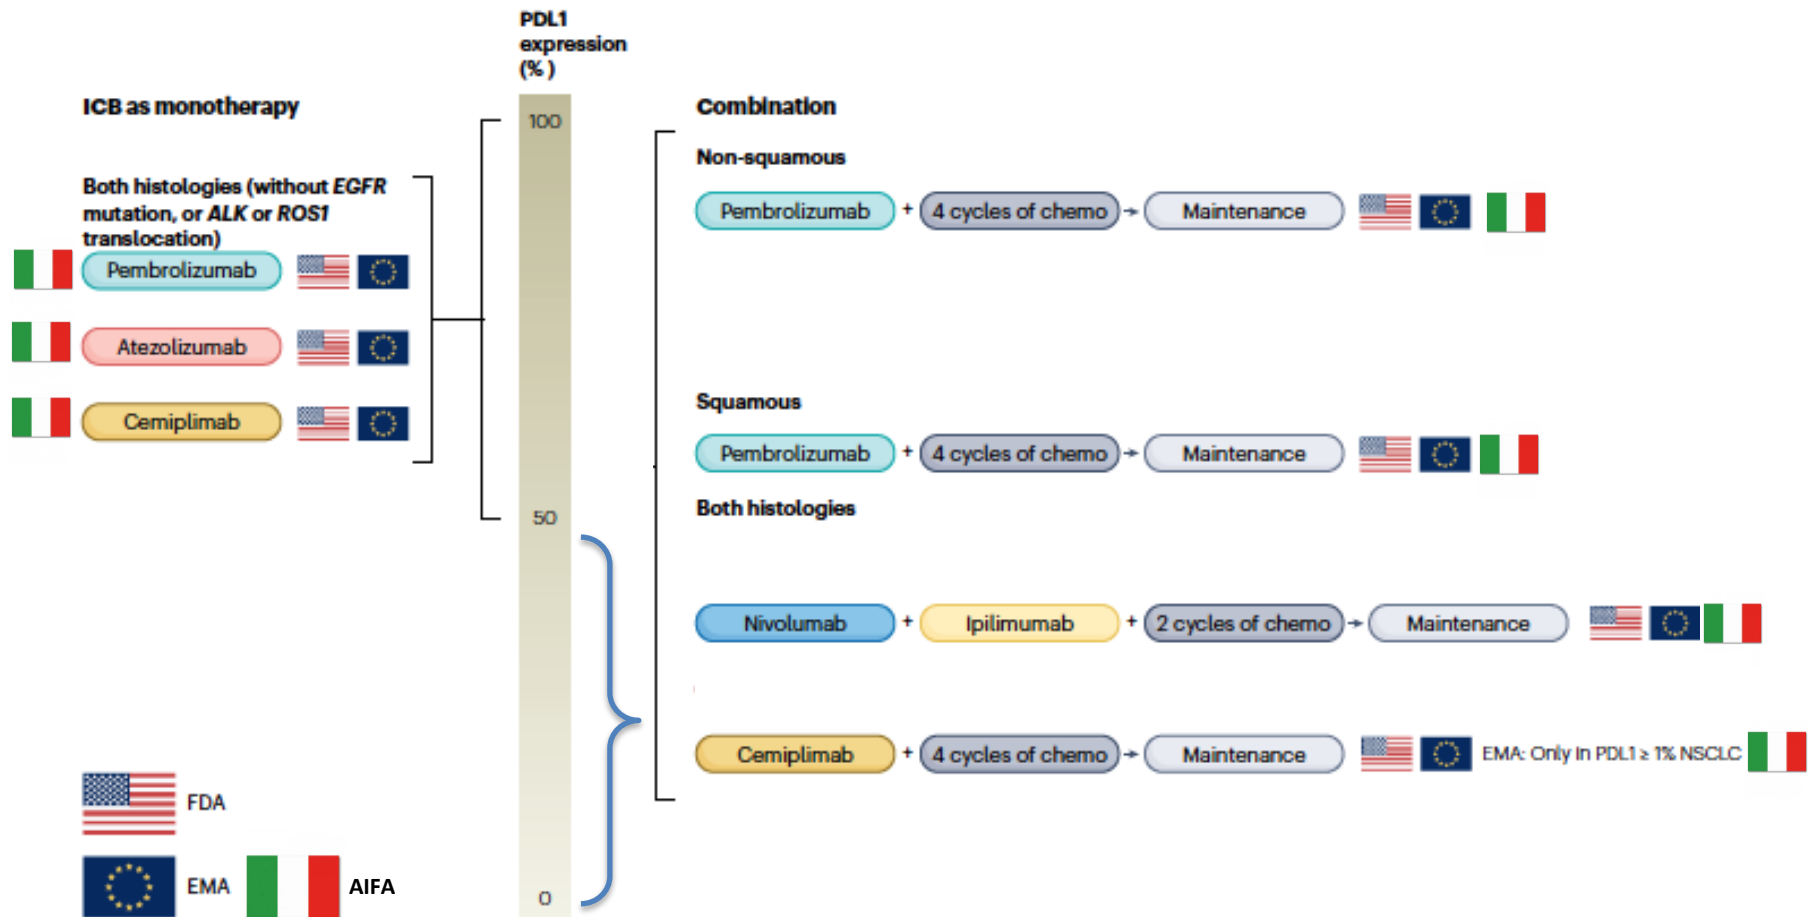 PDL1
expression
(% )
ICB as monotherapy
Both histologies (without EGFR
mutation, or ALK or ROS1
translocation)
Pembrolizumab
Atezolizumab
Cemiplimab
100
50
0
Combination
Non-squamous
Pembrolizumab + 4 cycles of chemo → Maintenance
Squamous
Pembrolizumab + 4 cycles of chemo → Maintenance
Both histologies
Nivolumab + Ipilimumab + 2 cycles of chemo → Maintenance
Cemiplimab + 4 cycles of chemo → Maintenance EMA: Only in PDL1 ≥ 1% NSCLC
FDA
EMA AIFA